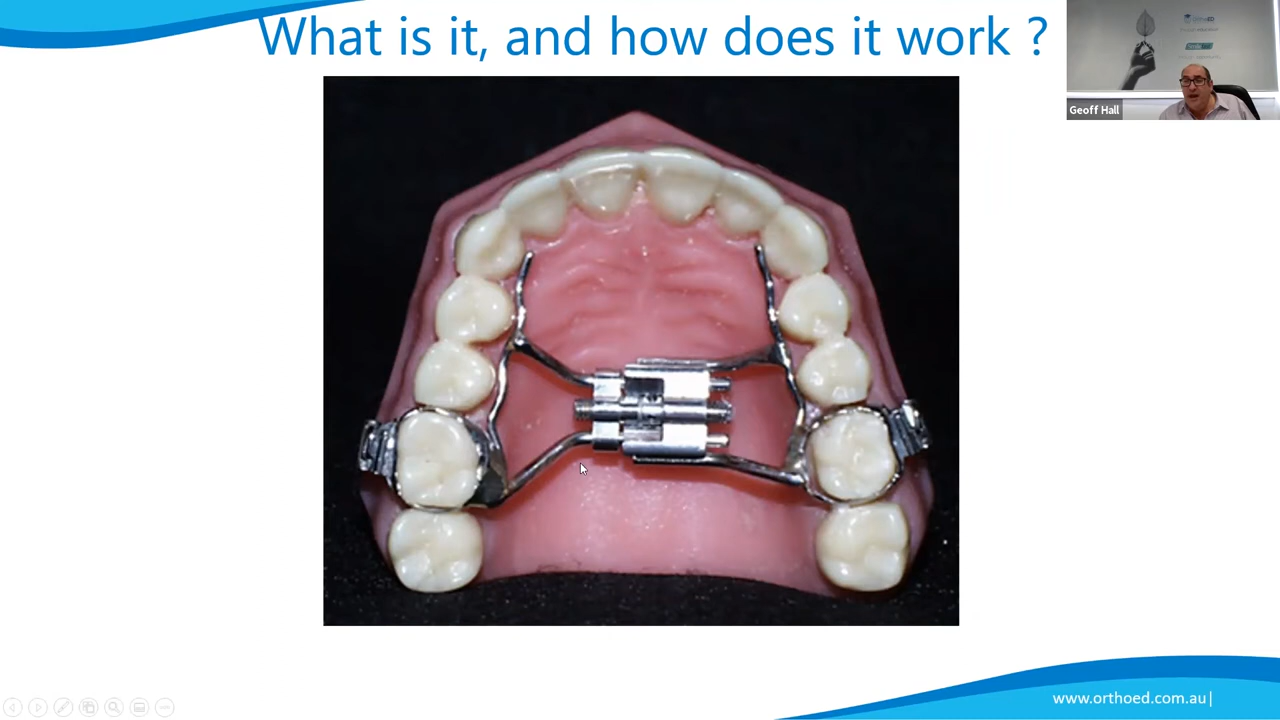 What is it, and how does it work ?
Geoff Hall
www.orthoed.com.au|